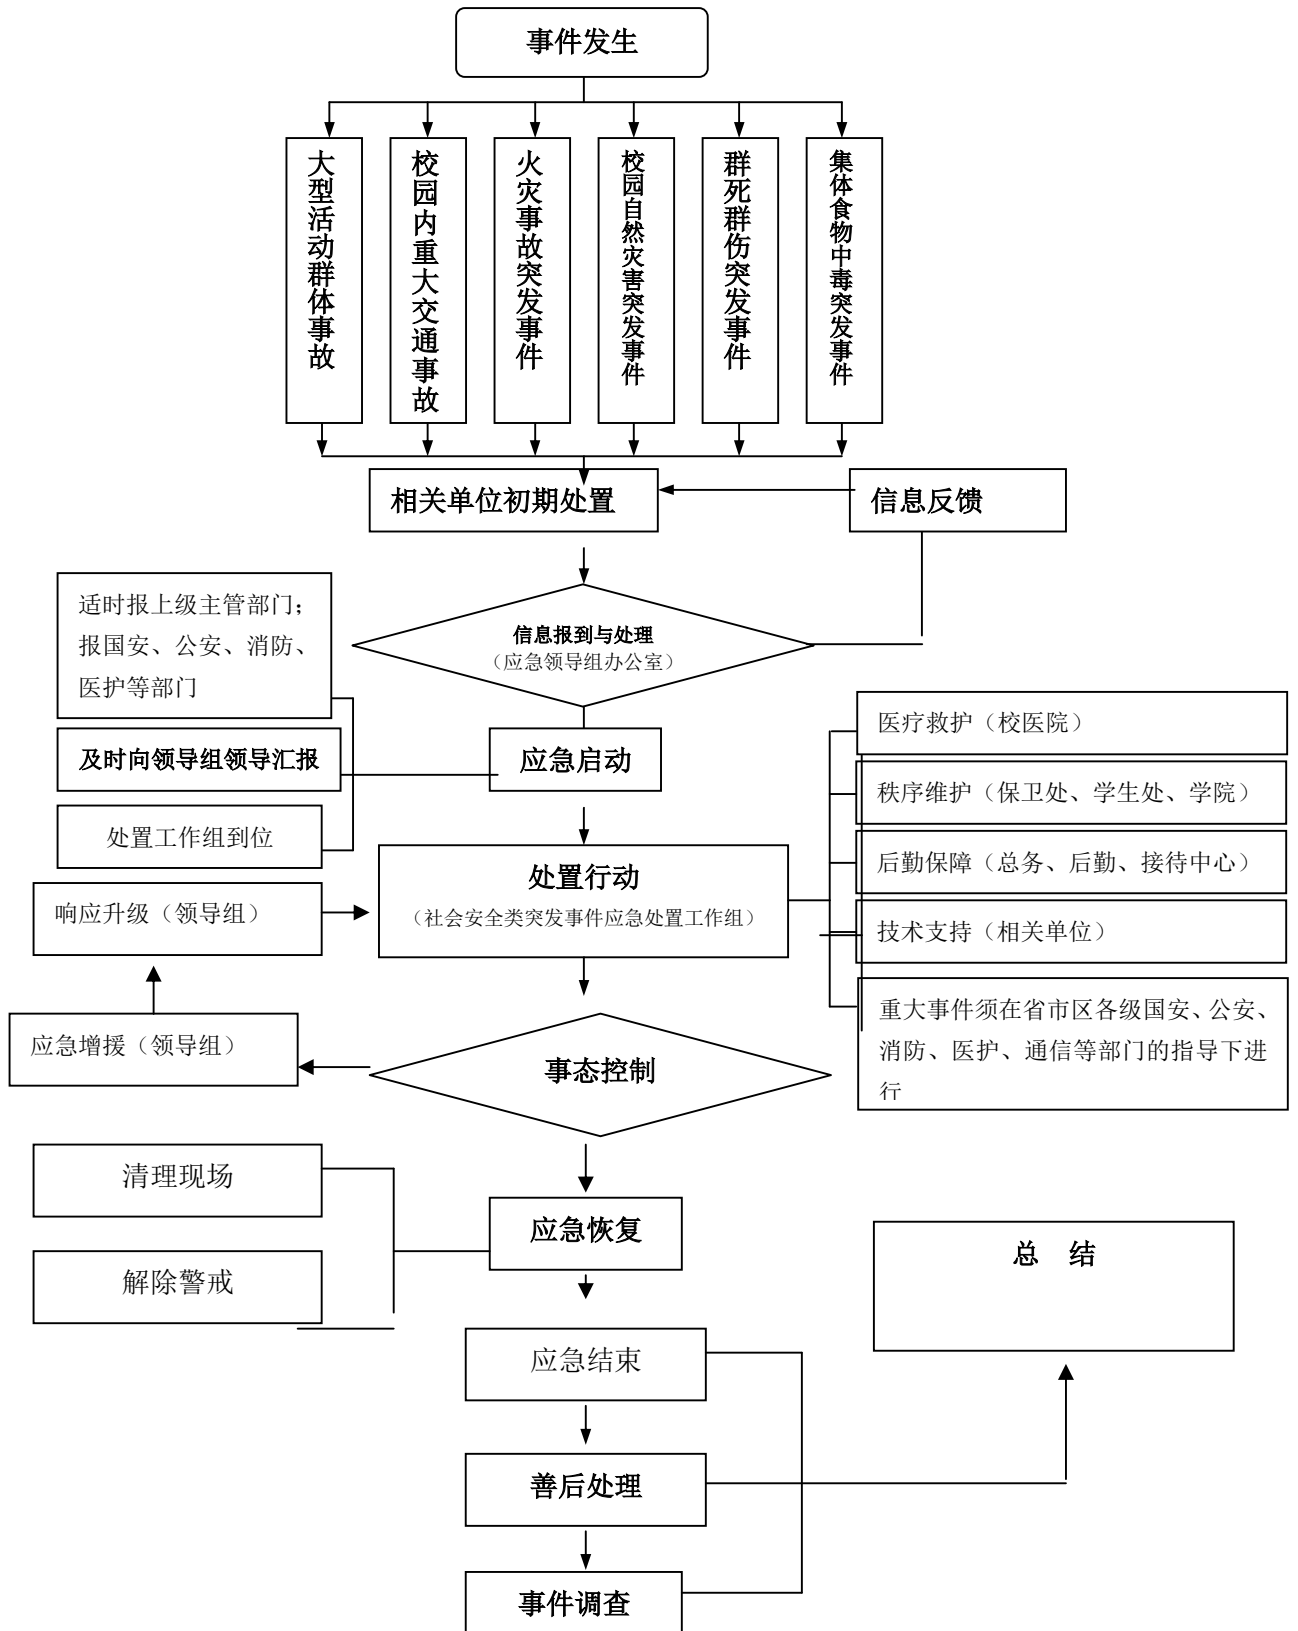 事件发生
大型活动群体事故
校园内重大交通事故
火灾事故突发事件
校园自然灾害突发事件
群死群伤突发事件
集体食物中毒突发事件
相关单位初期处置
信息反馈
适时报上级主管部门；
报国安、公安、消防、
医护等部门
信息报到与处理
（应急领导组办公室）
及时向领导组领导汇报
应急启动
处置工作组到位
医疗救护（校医院）
秩序维护（保卫处、学生处、学院）
后勤保障（总务、后勤、接待中心）
技术支持（相关单位）
重大事件须在省市区各级国安、公安、
消防、医护、通信等部门的指导下进
行
处置行动
（社会安全类突发事件应急处置工作组）
响应升级（领导组）
应急增援（领导组）
事态控制
清理现场
解除警戒
应急恢复
总 结
应急结束
善后处理
事件调查